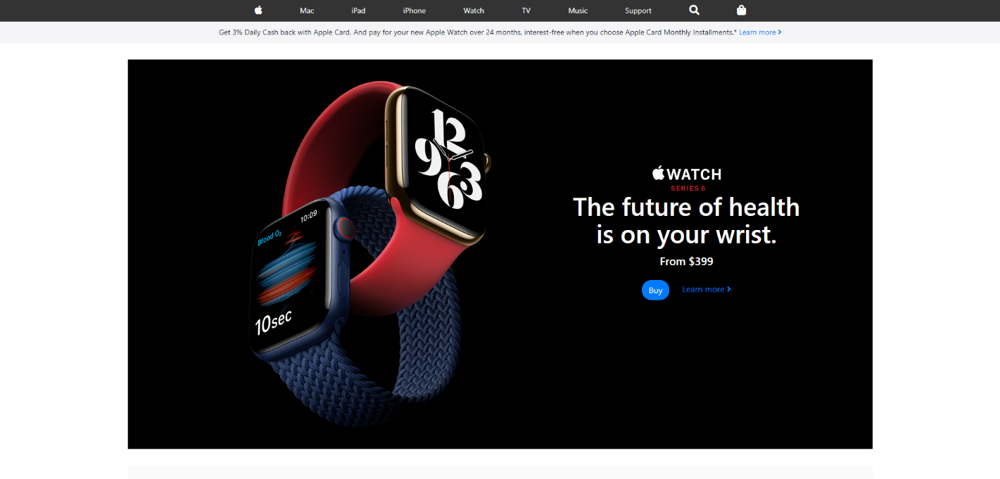 Mac iPad iPhone Watch TV Music Support
Get 3% Daily Cash back with Apple Card. And pay for your new Apple Watch over 24 months, interest-free when you choose Apple Card Monthly Installments.* Learn more >
12
9
3
6
10:09
Blood O₂
10sec
WATCH
SERIES 6
The future of health
is on your wrist.
From $399
Buy Learn more >